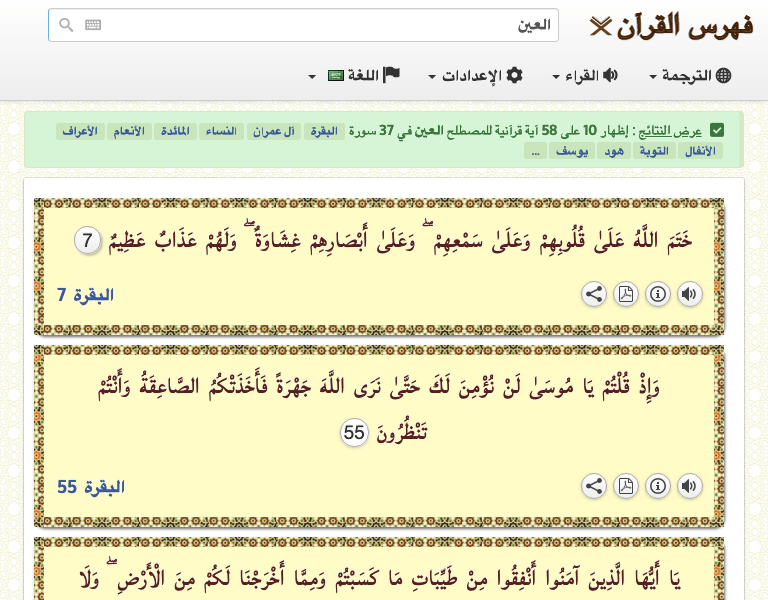 فهرس القرآن
العين
الترجمة
القراء
الإعدادات
اللغة
عرض النتائج : إظهار 10 على 58 آية قرآنية للمصطلح العين في 37 سورة البقرة آل عمران النساء المائدة الأنعام الأعراف
الأنفال التوبة هود يوسف ...
خَتَمَ اللَّهُ عَلَىٰ قُلُوبِهِمْ وَعَلَىٰ سَمْعِهِمْ ۖ وَعَلَىٰ أَبْصَارِهِمْ غِشَاوَةٌ ۖ وَلَهُمْ عَذَابٌ عَظِيمٌ 7
البقرة 7
وَإِذْ قُلْتُمْ يَا مُوسَىٰ لَنْ نُؤْمِنَ لَكَ حَتَّىٰ نَرَى اللَّهَ جَهْرَةً فَأَخَذَتْكُمُ الصَّاعِقَةُ وَأَنْتُمْ
تَنْظُرُونَ 55
البقرة 55
يَا أَيُّهَا الَّذِينَ آمَنُوا أَنْفِقُوا مِنْ طَيِّبَاتِ مَا كَسَبْتُمْ وَمِمَّا أَخْرَجْنَا لَكُمْ مِنَ الْأَرْضِ ۖ وَلَا